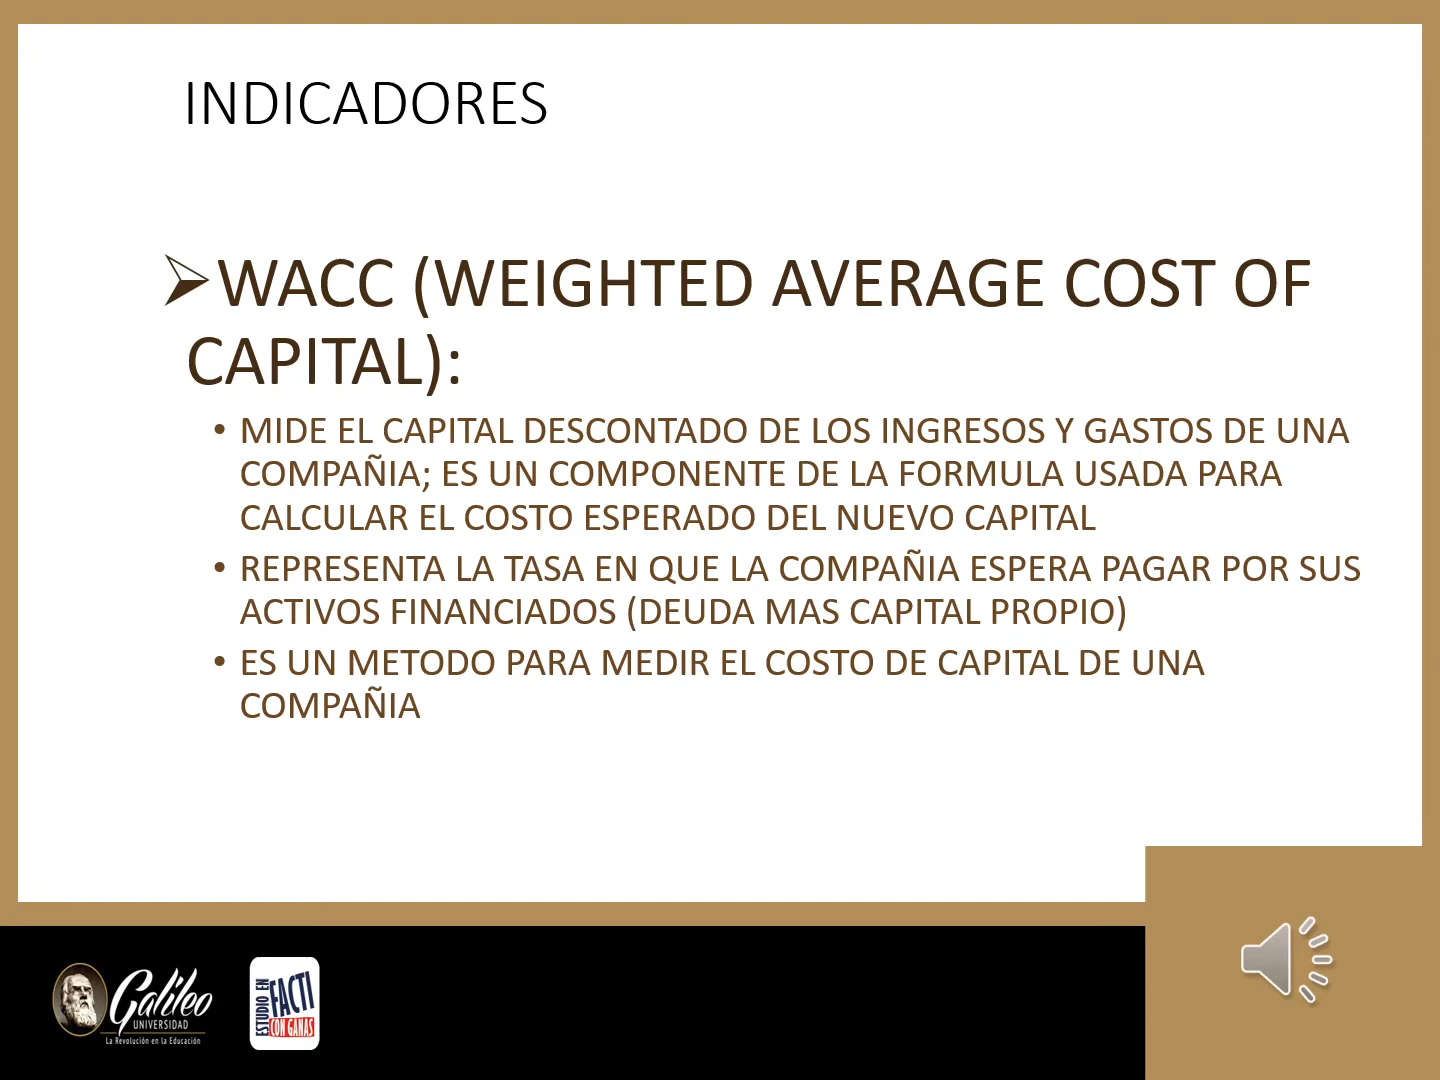 INDICADORES
➢WACC (WEIGHTED AVERAGE COST OF
CAPITAL):
• MIDE EL CAPITAL DESCONTADO DE LOS INGRESOS Y GASTOS DE UNA
COMPAÑIA; ES UN COMPONENTE DE LA FORMULA USADA PARA
CALCULAR EL COSTO ESPERADO DEL NUEVO CAPITAL
• REPRESENTA LA TASA EN QUE LA COMPAÑIA ESPERA PAGAR POR SUS
ACTIVOS FINANCIADOS (DEUDA MAS CAPITAL PROPIO)
• ES UN METODO PARA MEDIR EL COSTO DE CAPITAL DE UNA
COMPAÑIA
Galileo
UNIVERSIDAD
La Revolución en la Educación
ESTUDIO EN
FACTI
CON GANAS